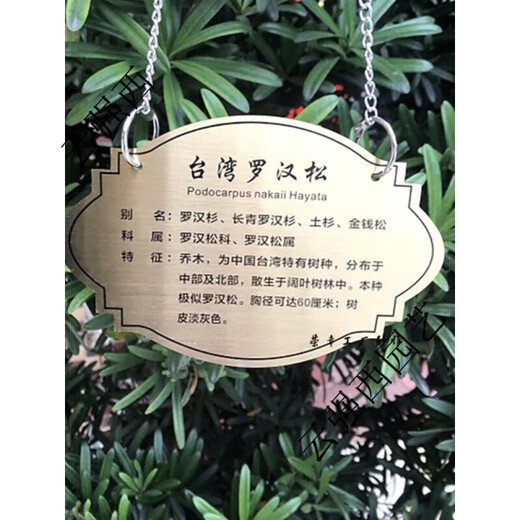 台湾罗汉松
Podocarpus nakaii Hayata
别 名：罗汉杉、长青罗汉杉、土杉、金钱松
科 属：罗汉松科、罗汉松属
特 征：乔木，为中国台湾特有树种，分布于
中部及北部，散生于阔叶树林中。本种
极似罗汉松。胸径可达60厘米；树
皮淡灰色。